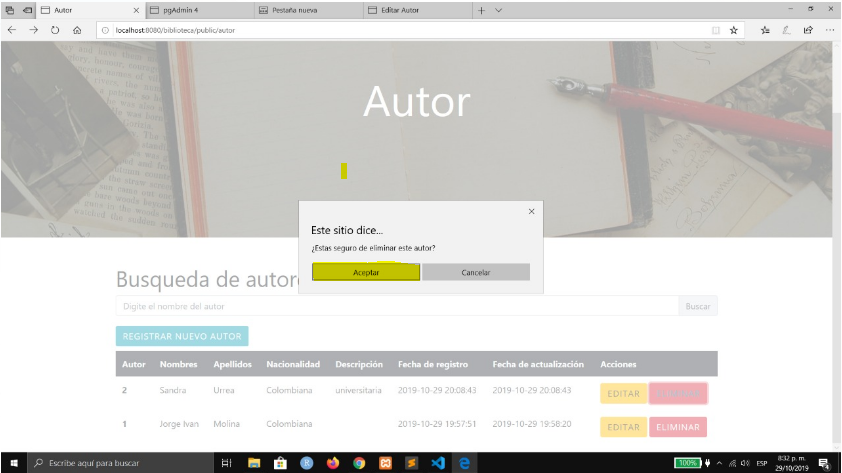 Autor
pgAdmin 4
Pestaña nueva
Editar Autor
localhost:8080/biblioteca/public/autor
Autor
Este sitio dice...
¿Estas seguro de eliminar este autor?
Aceptar
Cancelar
Busqueda de autor
Digite el nombre del autor
Buscar
REGISTRAR NUEVO AUTOR
Autor Nombres Apellidos Nacionalidad Descripción Fecha de registro Fecha de actualización Acciones
2 Sandra Urrea Colombiana universitaria 2019-10-29 20:08:43 2019-10-29 20:08:43 EDITAR ELIMINAR
1 Jorge Ivan Molina Colombiana 2019-10-29 19:57:51 2019-10-29 19:58:20 EDITAR ELIMINAR
Escribe aquí para buscar
100%
ESP
8:32 p. m.
29/10/2019